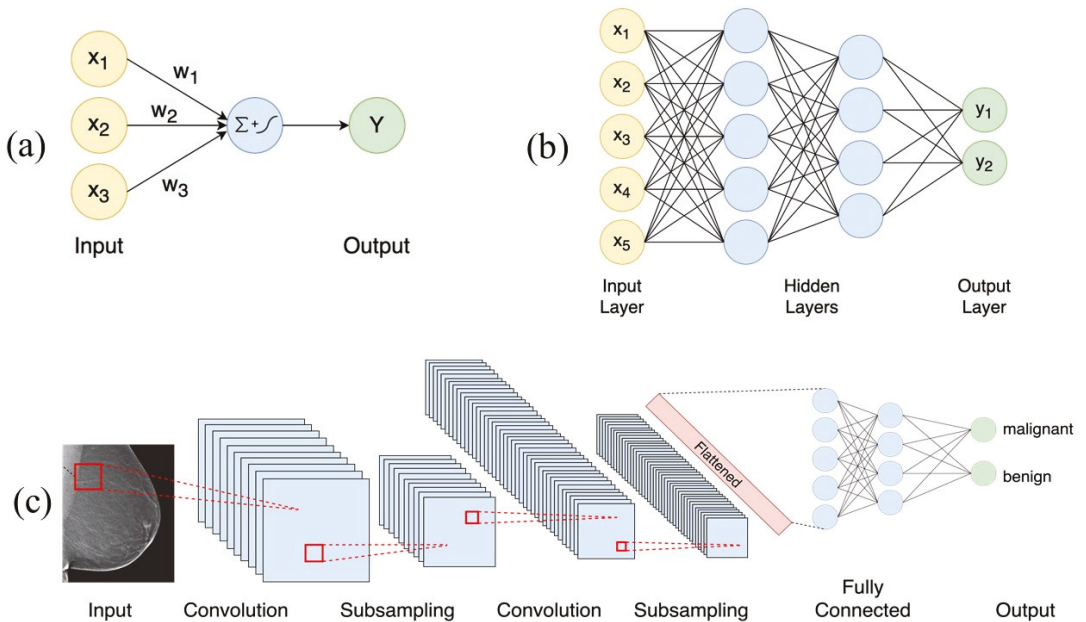 (a)
x1
x2
x3
w1
w2
w3
Σ+
Y
Input
Output
(b)
x1
x2
x3
x4
x5
y1
y2
Input
Layer
Hidden
Layers
Output
Layer
(c)
Flattened
malignant
benign
Input
Convolution
Subsampling
Convolution
Subsampling
Fully
Connected
Output